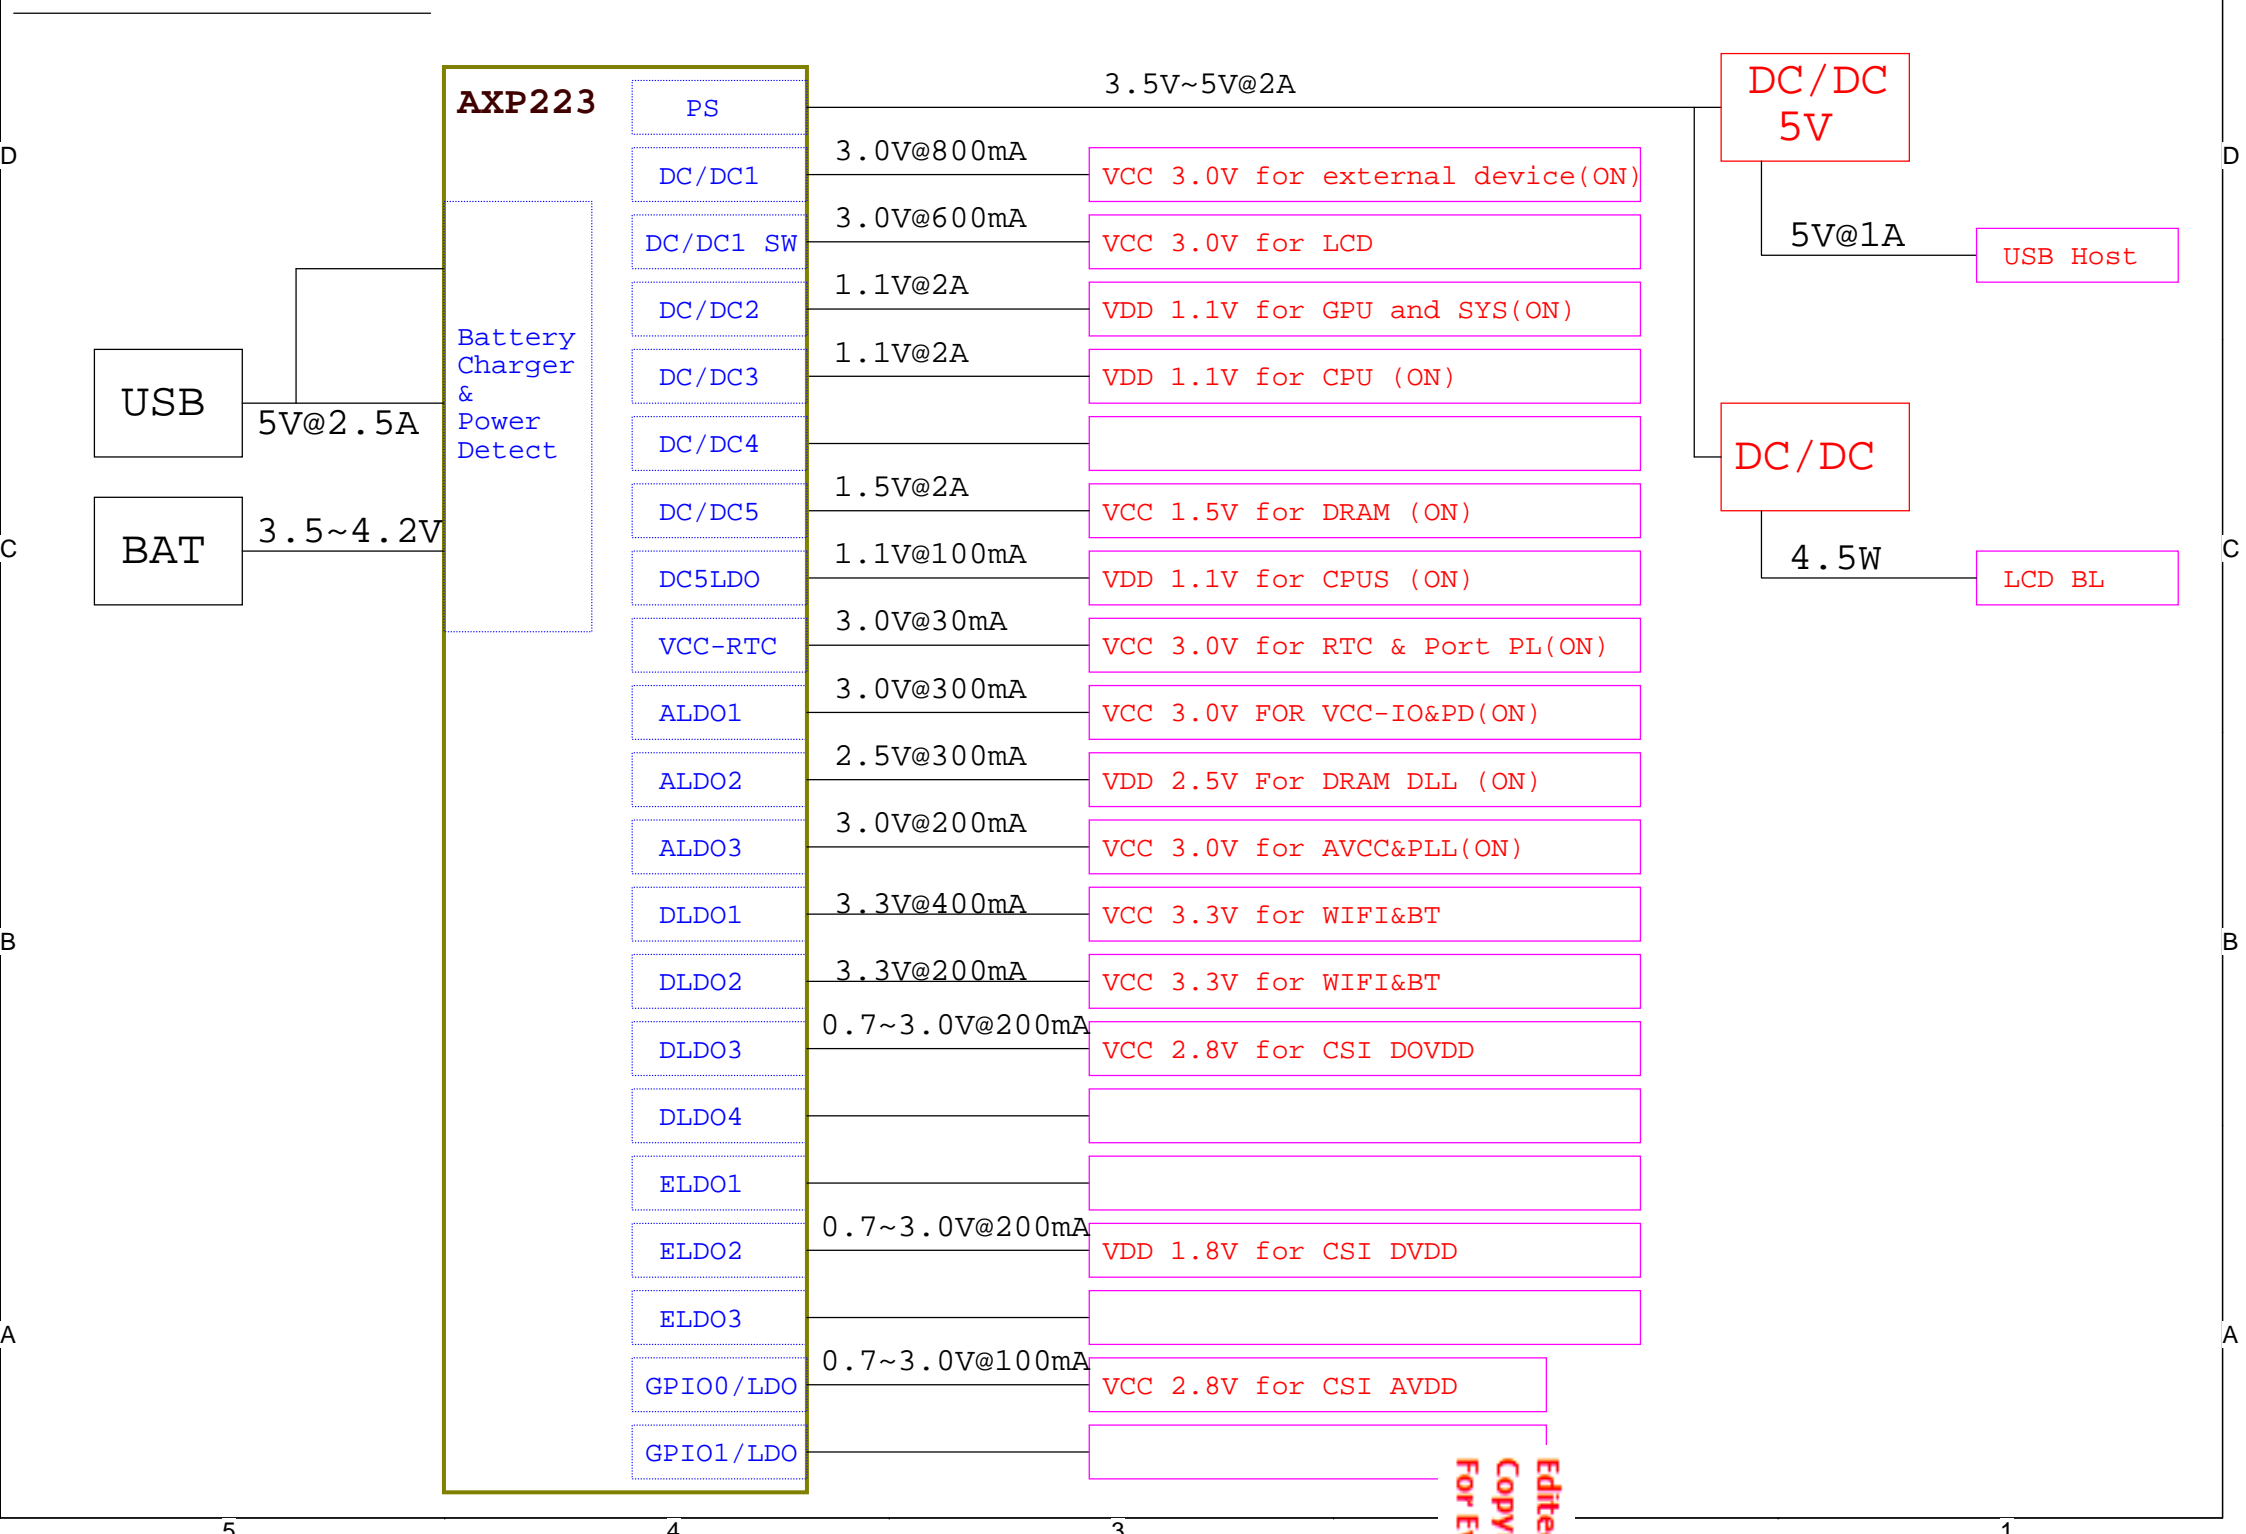 AXP223
PS
3.5V~5V@2A
DC/DC
5V
D
D
DC/DC1
3.0V@800mA
VCC 3.0V for external device(ON)
DC/DC1 SW
3.0V@600mA
VCC 3.0V for LCD
5V@1A
USB Host
DC/DC2
1.1V@2A
VDD 1.1V for GPU and SYS(ON)
Battery
Charger
&
Power
Detect
DC/DC3
1.1V@2A
VDD 1.1V for CPU (ON)
USB
5V@2.5A
DC/DC4
DC/DC
DC/DC5
1.5V@2A
VCC 1.5V for DRAM (ON)
BAT
3.5~4.2V
C
C
DC5LDO
1.1V@100mA
VDD 1.1V for CPUS (ON)
4.5W
LCD BL
VCC-RTC
3.0V@30mA
VCC 3.0V for RTC & Port PL(ON)
ALDO1
3.0V@300mA
VCC 3.0V FOR VCC-IO&PD(ON)
ALDO2
2.5V@300mA
VDD 2.5V For DRAM DLL (ON)
ALDO3
3.0V@200mA
VCC 3.0V for AVCC&PLL(ON)
DLDO1
3.3V@400mA
VCC 3.3V for WIFI&BT
B
B
DLDO2
3.3V@200mA
VCC 3.3V for WIFI&BT
DLDO3
0.7~3.0V@200mA
VCC 2.8V for CSI DOVDD
DLDO4
ELDO1
ELDO2
0.7~3.0V@200mA
VDD 1.8V for CSI DVDD
ELDO3
A
A
GPIO0/LDO
0.7~3.0V@100mA
VCC 2.8V for CSI AVDD
GPIO1/LDO
Edite
Copy
For E
5
4
3
1